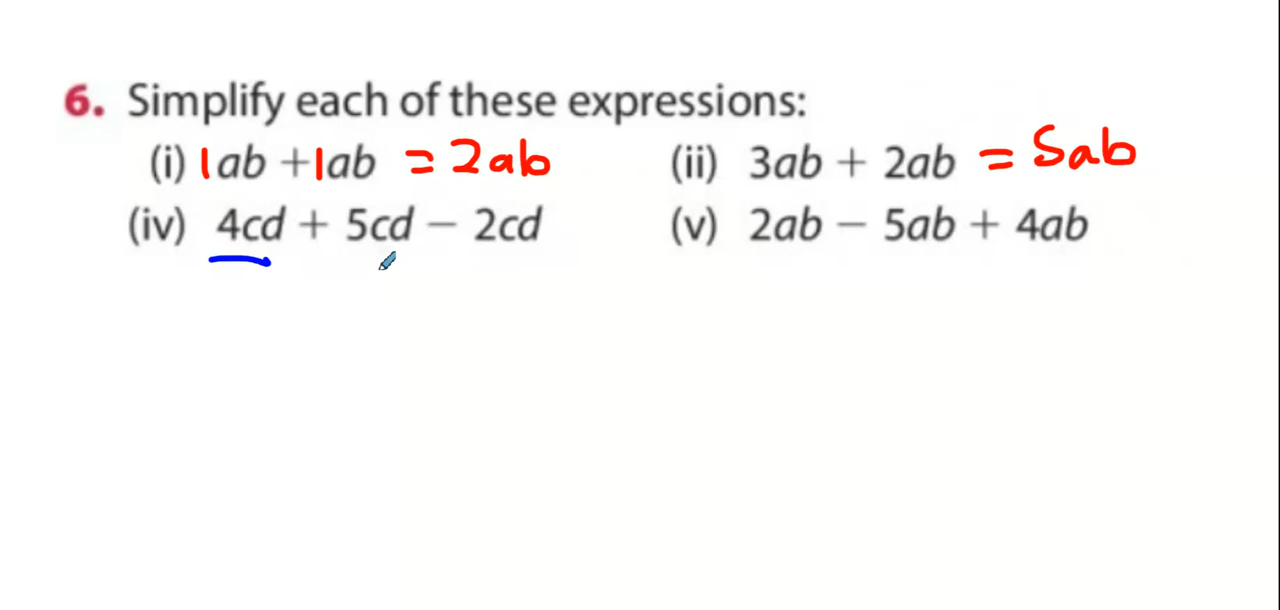 6. Simplify each of these expressions:
(i) 1ab + 1ab = 2ab (ii) 3ab + 2ab = 5ab
(iv) 4cd + 5cd − 2cd (v) 2ab − 5ab + 4ab